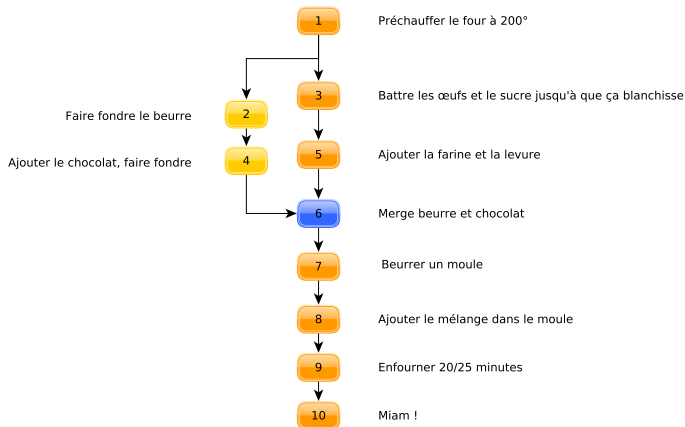 1 Préchauffer le four à 200°
Faire fondre le beurre 2
3 Battre les œufs et le sucre jusqu'à que ça blanchisse
Ajouter le chocolat, faire fondre 4
5 Ajouter la farine et la levure
6 Merge beurre et chocolat
7 Beurrer un moule
8 Ajouter le mélange dans le moule
9 Enfourner 20/25 minutes
10 Miam !